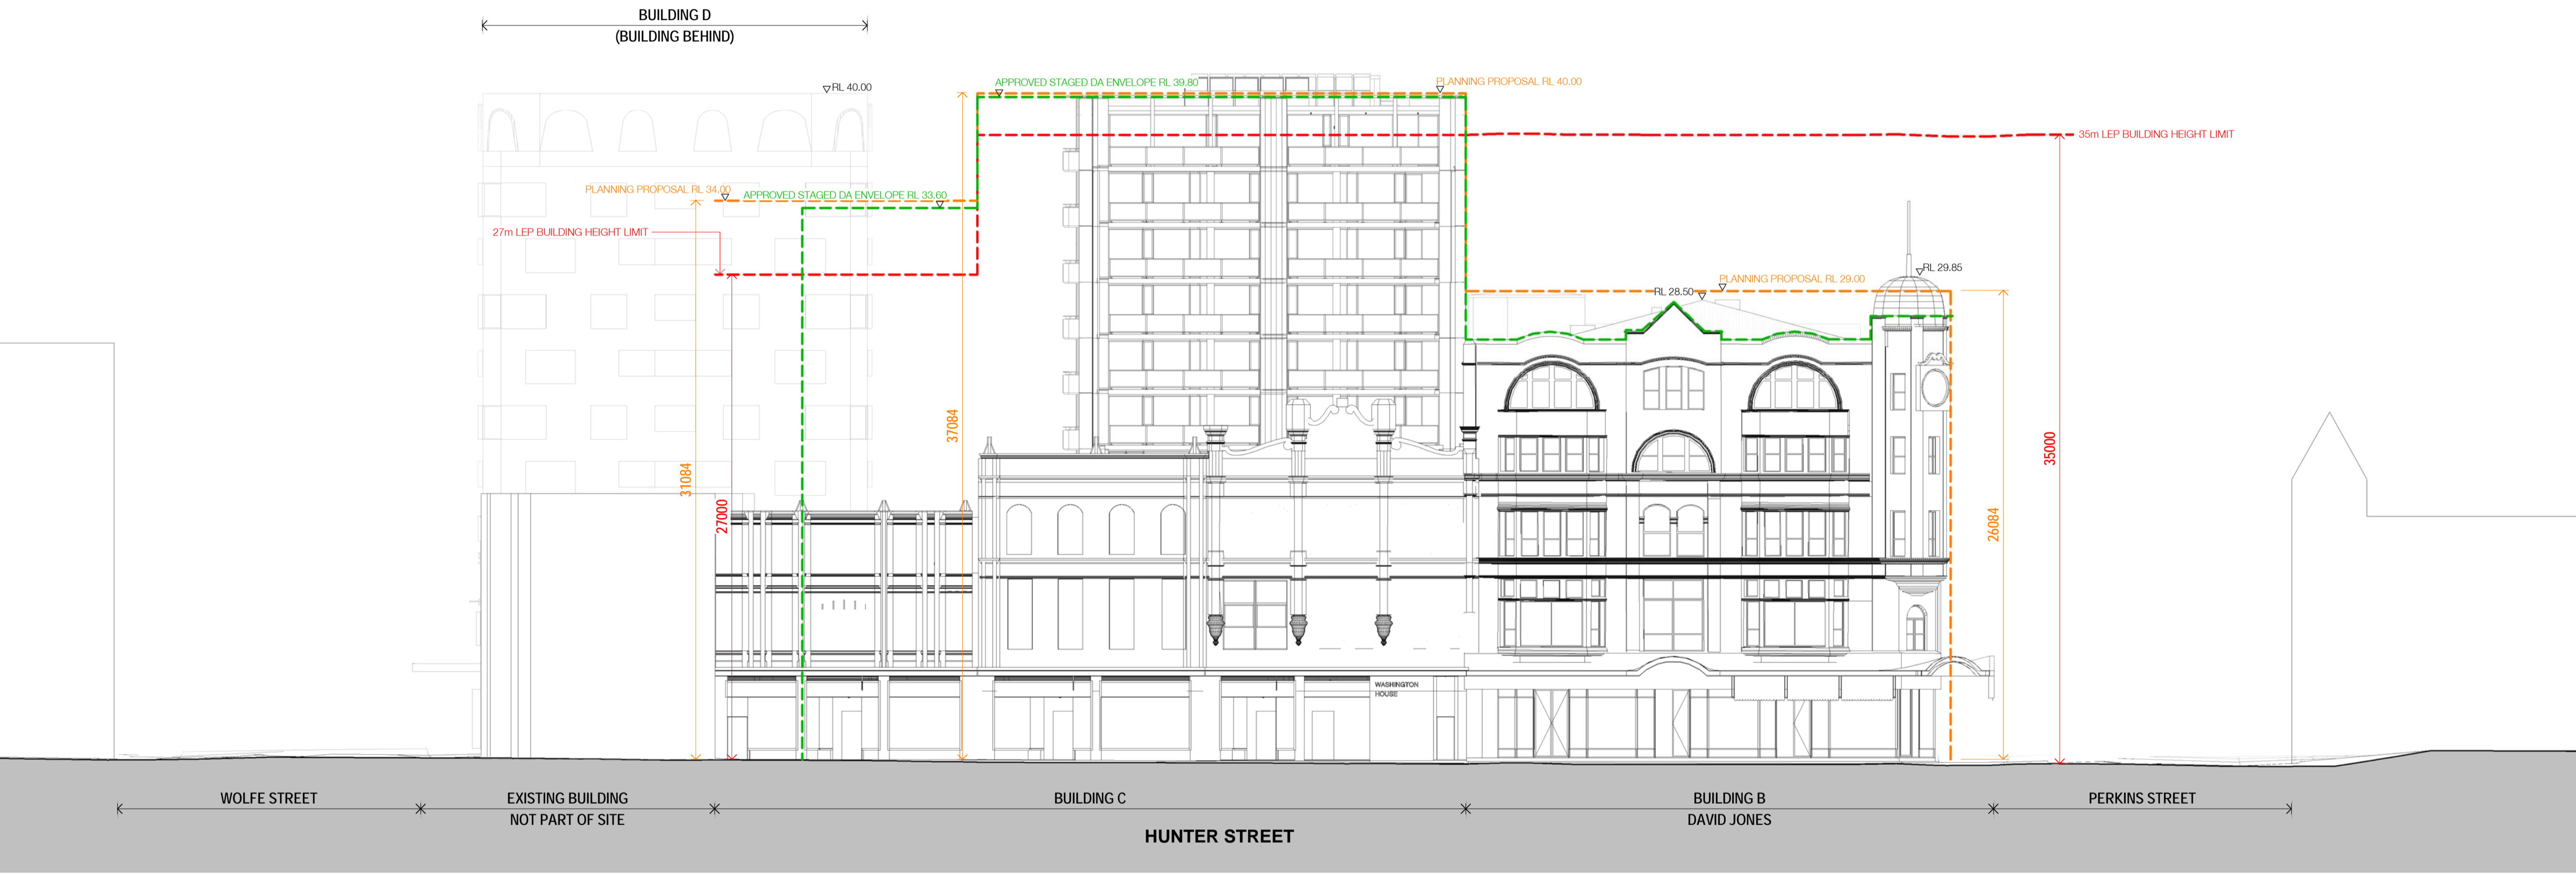 BUILDING D
(BUILDING BEHIND)
RL 40.00
APPROVED STAGED DA ENVELOPE RL 39.80
PLANNING PROPOSAL RL 40.00
35m LEP BUILDING HEIGHT LIMIT
PLANNING PROPOSAL RL 34.00
APPROVED STAGED DA ENVELOPE RL 33.60
27m LEP BUILDING HEIGHT LIMIT
RL 29.85
PLANNING PROPOSAL RL 29.00
RL 28.50
37084
35000
31084
27000
26084
WASHINGTON
HOUSE
WOLFE STREET
EXISTING BUILDING
NOT PART OF SITE
BUILDING C
BUILDING B
DAVID JONES
PERKINS STREET
HUNTER STREET